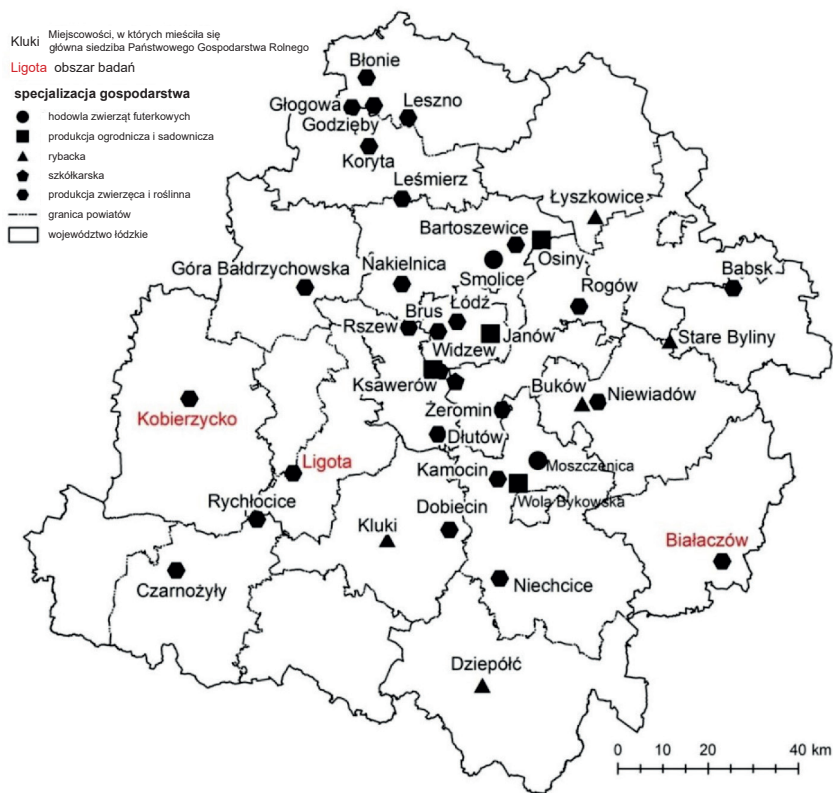 Kluki Miejscowości, w których mieściła się
główna siedziba Państwowego Gospodarstwa Rolnego
Ligota obszar badań
specjalizacja gospodarstwa
hodowla zwierząt futerkowych
produkcja ogrodnicza i sadownicza
rybacka
szkółkarska
produkcja zwierzęca i roślinna
granica powiatów
województwo łódzkie
Błonie
Głogowa
Godzięby
Leszno
Koryta
Leśmierz
Łyszkowice
Bartoszewice
Osiny
Smolice
Góra Bałdrzychowska
Nakielnica
Babsk
Rogów
Łódź
Brus
Rszew
Widzew
Janów
Stare Byliny
Ksawerów
Buków
Niewiadów
Żeromin
Kobierzycko
Dłutów
Ligota
Kamocin
Moszczenica
Wola Bykowska
Rychłocice
Dobiecin
Kluki
Białaczów
Czarnożyły
Niechcice
Dziepółć
0 10 20 40 km